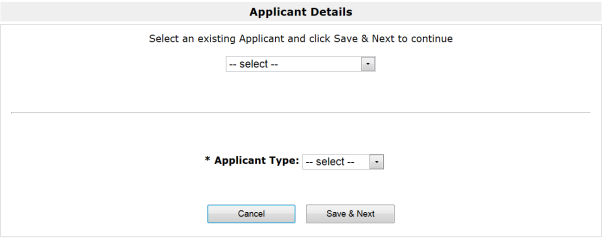 Applicant Details
Select an existing Applicant and click Save & Next to continue
-- select --
* Applicant Type: -- select --
Cancel Save & Next